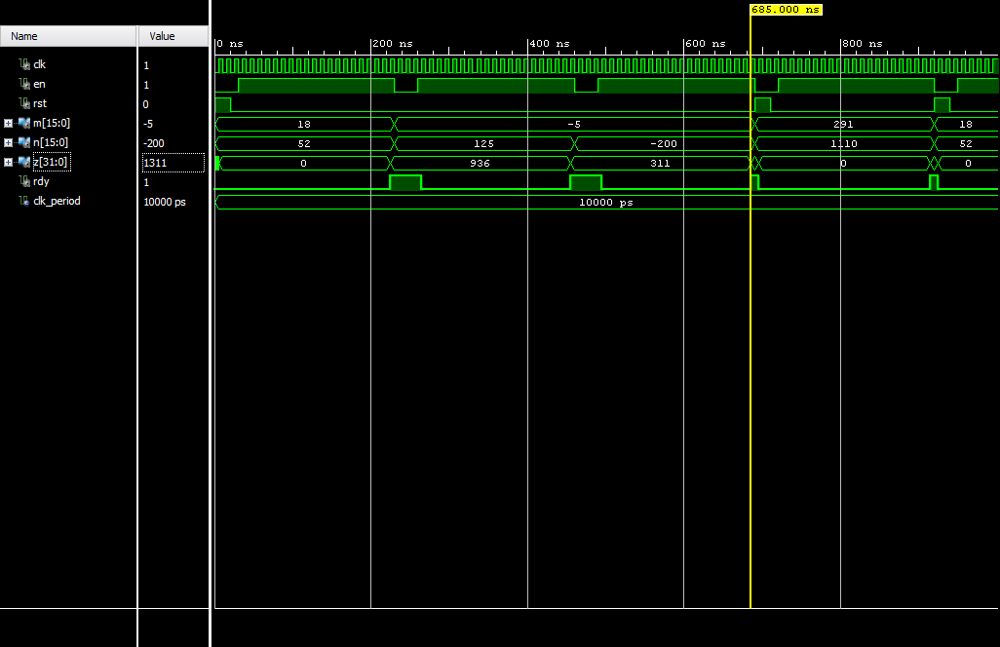 685.000 ns
Name Value
0 ns 200 ns 400 ns 600 ns 800 ns
clk 1
en 1
rst 0
m[15:0] -5 18 -5 291 18
n[15:0] -200 52 125 -200 1110 52
z[31:0] 1311 0 936 311 0 0
rdy 1
clk_period 10000 ps 10000 ps